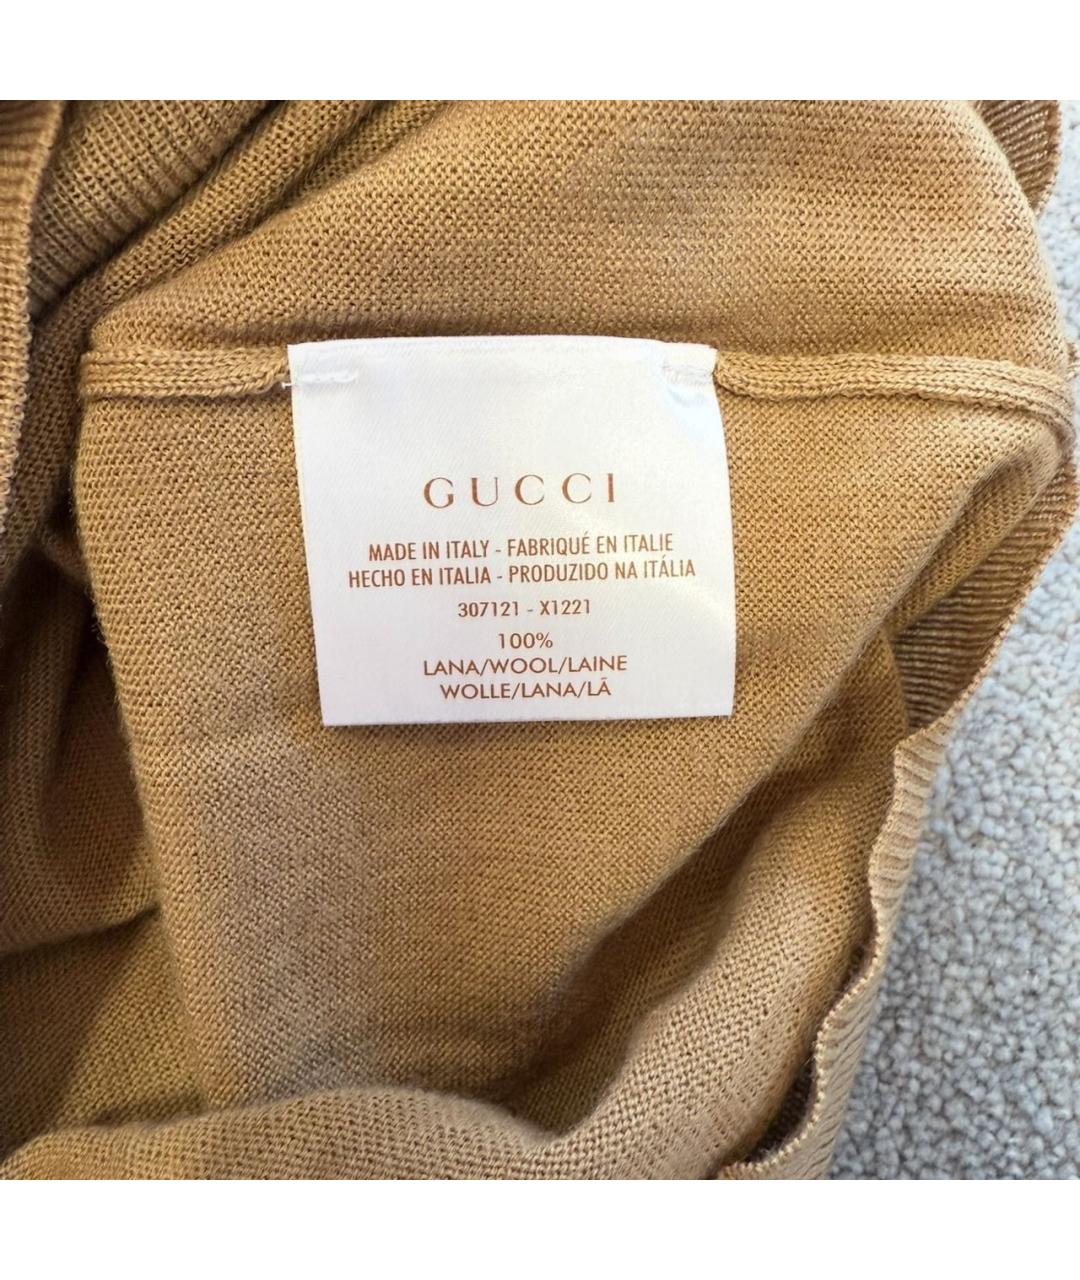 GUCCI
MADE IN ITALY - FABRIQUÉ EN ITALIE
HECHO EN ITALIA - PRODUZIDO NA ITÁLIA
307121 - X1221
100%
LANA/WOOL/LAINE
WOLLE/LANA/LÃ